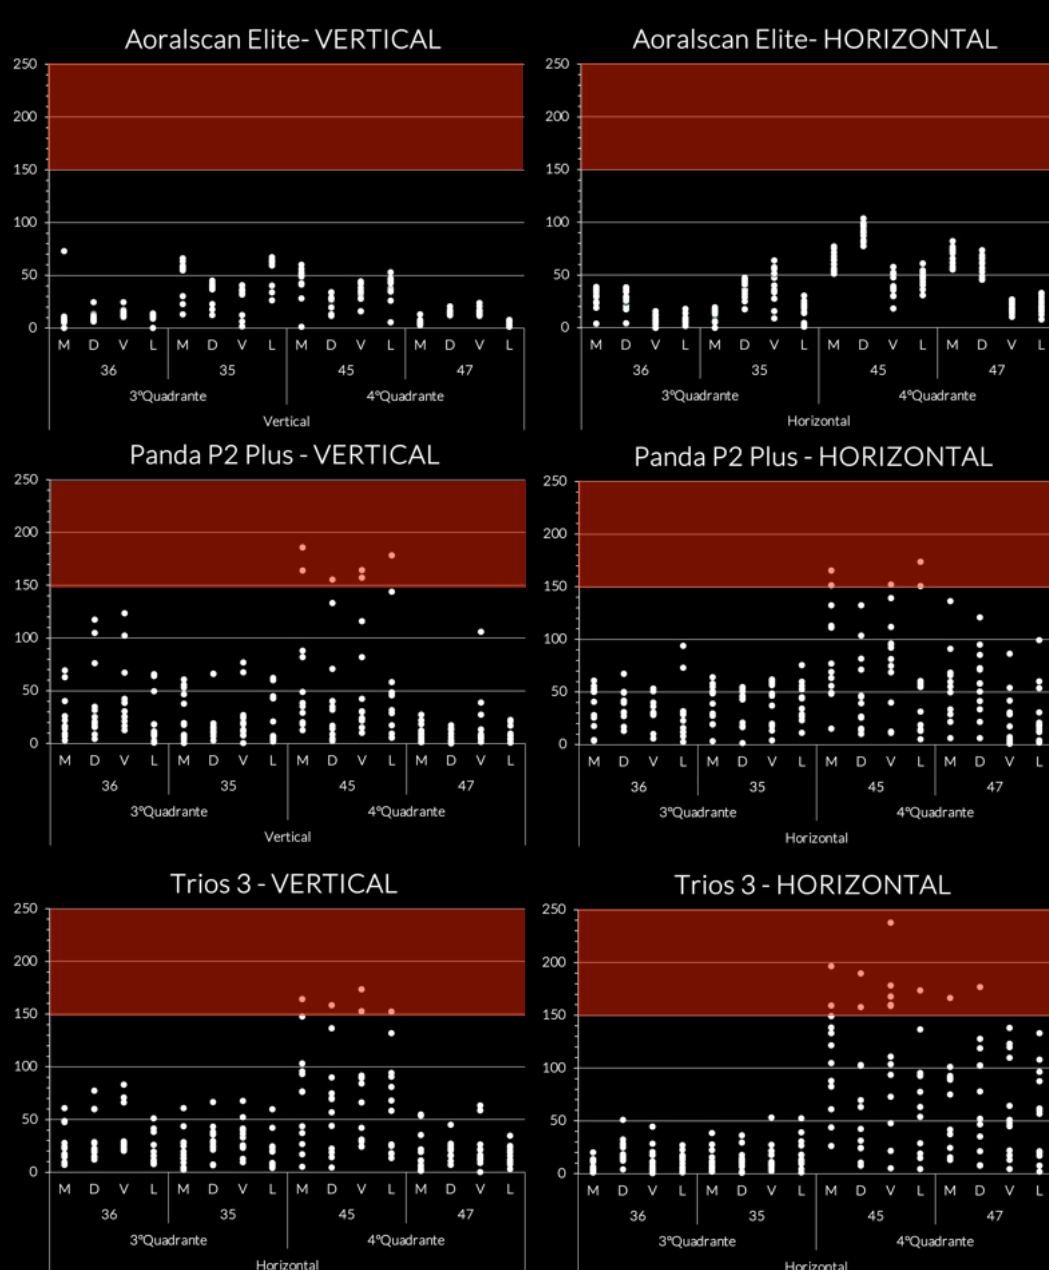 Aoralscan Elite- VERTICAL
250
200
150
100
50
0
M D V L M D V L M D V L M D V L
36 35 45 47
3ºQuadrante 4ºQuadrante
Vertical
Aoralscan Elite- HORIZONTAL
250
200
150
100
50
0
M D V L M D V L M D V L M D V L
36 35 45 47
3ºQuadrante 4ºQuadrante
Horizontal
Panda P2 Plus - VERTICAL
250
200
150
100
50
0
M D V L M D V L M D V L M D V L
36 35 45 47
3ºQuadrante 4ºQuadrante
Vertical
Panda P2 Plus - HORIZONTAL
250
200
150
100
50
0
M D V L M D V L M D V L M D V L
36 35 45 47
3ºQuadrante 4ºQuadrante
Horizontal
Trios 3 - VERTICAL
250
200
150
100
50
0
M D V L M D V L M D V L M D V L
36 35 45 47
3ºQuadrante 4ºQuadrante
Horizontal
Trios 3 - HORIZONTAL
250
200
150
100
50
0
M D V L M D V L M D V L M D V L
36 35 45 47
3ºQuadrante 4ºQuadrante
Horizontal